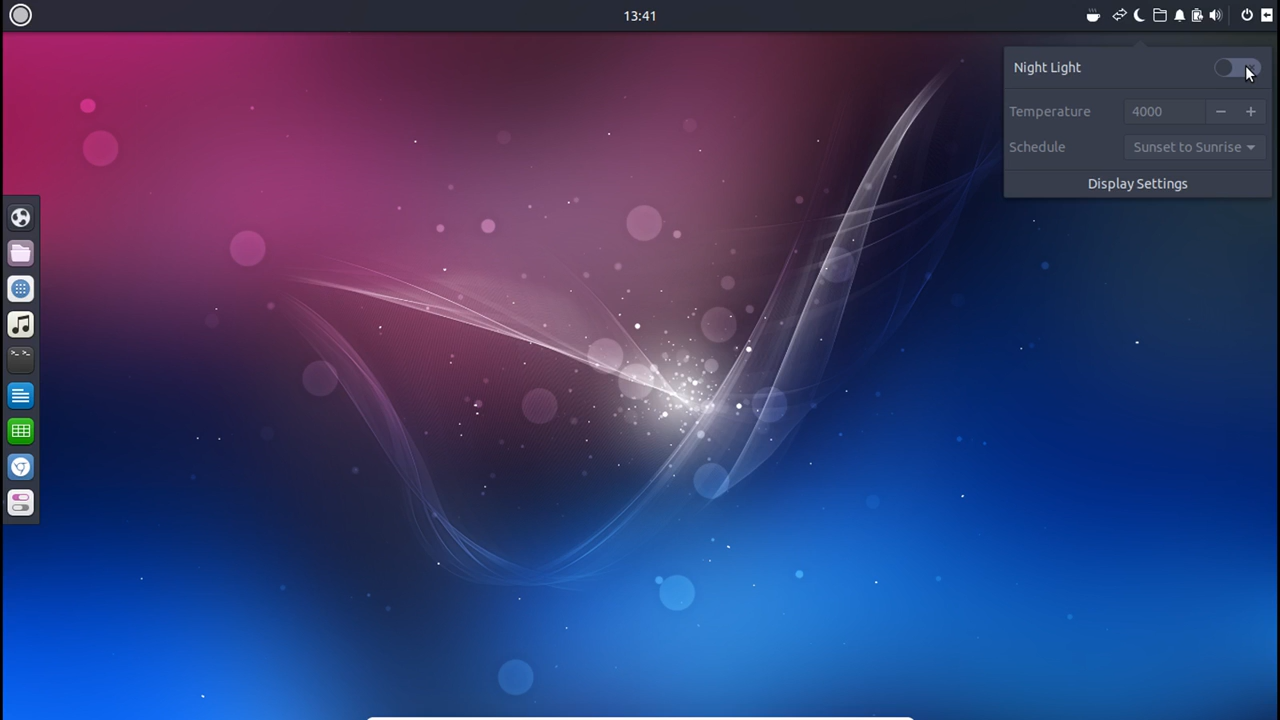 13:41
Night Light
Temperature 4000 − +
Schedule Sunset to Sunrise
Display Settings